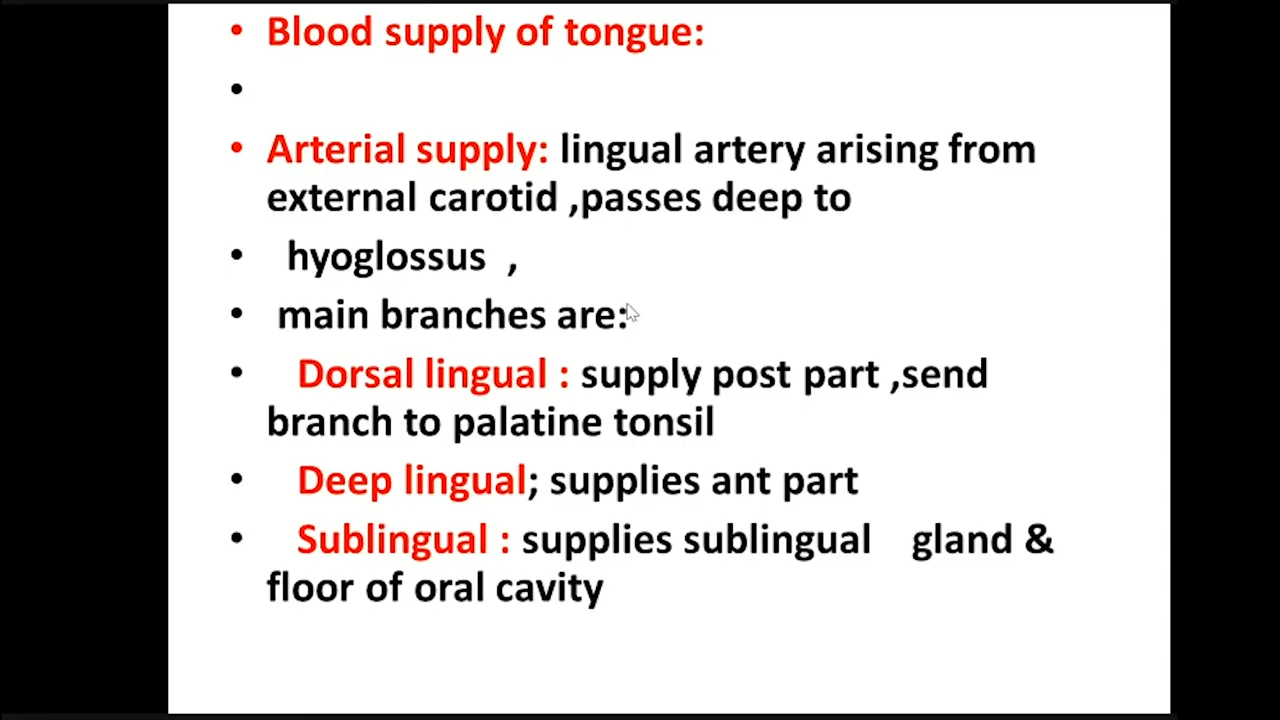 • Blood supply of tongue:
•
• Arterial supply: lingual artery arising from
external carotid ,passes deep to
• hyoglossus ,
• main branches are:
• Dorsal lingual : supply post part ,send
branch to palatine tonsil
• Deep lingual; supplies ant part
• Sublingual : supplies sublingual gland &
floor of oral cavity